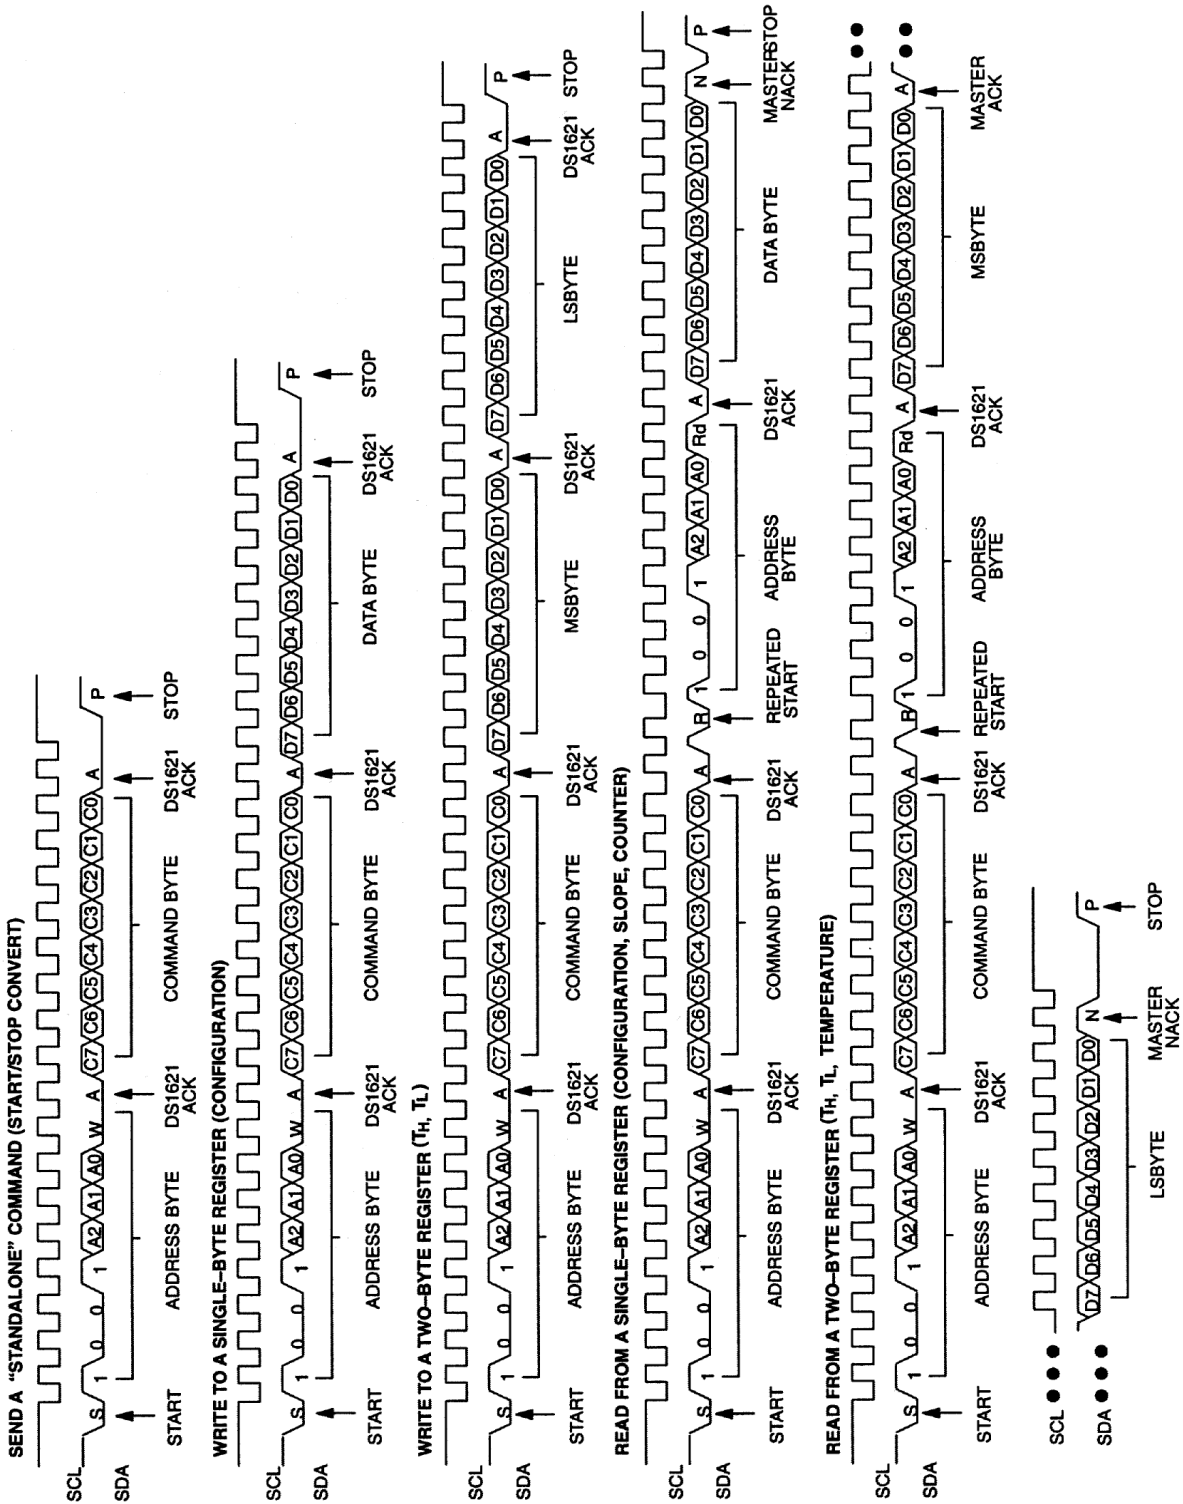 SEND A “STANDALONE” COMMAND (START/STOP CONVERT)
SCL
SDA
S 1 0 0 1 A2 A1 A0 W A C7 C6 C5 C4 C3 C2 C1 C0 A P
START ADDRESS BYTE DS1621 ACK COMMAND BYTE DS1621 ACK STOP
WRITE TO A SINGLE–BYTE REGISTER (CONFIGURATION)
SCL
SDA
S 1 0 0 1 A2 A1 A0 W A C7 C6 C5 C4 C3 C2 C1 C0 A D7 D6 D5 D4 D3 D2 D1 D0 A P
START ADDRESS BYTE DS1621 ACK COMMAND BYTE DS1621 ACK DATA BYTE DS1621 ACK STOP
WRITE TO A TWO–BYTE REGISTER (TH, TL)
SCL
SDA
S 1 0 0 1 A2 A1 A0 W A C7 C6 C5 C4 C3 C2 C1 C0 A D7 D6 D5 D4 D3 D2 D1 D0 A D7 D6 D5 D4 D3 D2 D1 D0 A P
START ADDRESS BYTE DS1621 ACK COMMAND BYTE DS1621 ACK MSBYTE DS1621 ACK LSBYTE DS1621 ACK STOP
READ FROM A SINGLE–BYTE REGISTER (CONFIGURATION, SLOPE, COUNTER)
SCL
SDA
S 1 0 0 1 A2 A1 A0 W A C7 C6 C5 C4 C3 C2 C1 C0 A R 1 0 0 1 A2 A1 A0 Rd A D7 D6 D5 D4 D3 D2 D1 D0 N P
START ADDRESS BYTE DS1621 ACK COMMAND BYTE DS1621 ACK REPEATED START ADDRESS BYTE DS1621 ACK DATA BYTE MASTER NACK STOP
READ FROM A TWO–BYTE REGISTER (TH, TL, TEMPERATURE)
SCL
SDA
S 1 0 0 1 A2 A1 A0 W A C7 C6 C5 C4 C3 C2 C1 C0 A R 1 0 0 1 A2 A1 A0 Rd A D7 D6 D5 D4 D3 D2 D1 D0 A
START ADDRESS BYTE DS1621 ACK COMMAND BYTE DS1621 ACK REPEATED START ADDRESS BYTE DS1621 ACK MSBYTE MASTER ACK
SCL
SDA
D7 D6 D5 D4 D3 D2 D1 D0 N P
LSBYTE MASTER NACK STOP